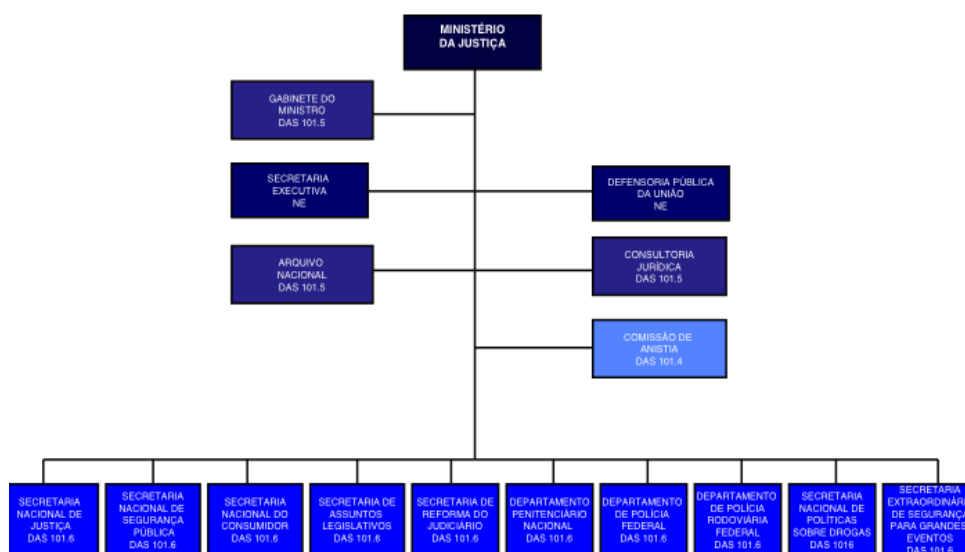 MINISTÉRIO
DA JUSTIÇA
GABINETE DO
MINISTRO
DAS 101.5
SECRETARIA
EXECUTIVA
NE
DEFENSORIA PÚBLICA
DA UNIÃO
NE
ARQUIVO
NACIONAL
DAS 101.5
CONSULTORIA
JURÍDICA
DAS 101.5
COMISSÃO DE
ANISTIA
DAS 101.4
SECRETARIA
NACIONAL DE
JUSTIÇA
DAS 101.6
SECRETARIA
NACIONAL DE
SEGURANÇA
PÚBLICA
DAS 101.6
SECRETARIA
NACIONAL DO
CONSUMIDOR
DAS 101.6
SECRETARIA DE
ASSUNTOS
LEGISLATIVOS
DAS 101.6
SECRETARIA DE
REFORMA DO
JUDICIÁRIO
DAS 101.6
DEPARTAMENTO
PENITENCIÁRIO
NACIONAL
DAS 101.6
DEPARTAMENTO
DE POLÍCIA
FEDERAL
DAS 101.6
DEPARTAMENTO
DE POLÍCIA
RODOVIÁRIA
FEDERAL
DAS 101.6
SECRETARIA
NACIONAL DE
POLÍTICAS
SOBRE DROGAS
DAS 1016
SECRETARIA
EXTRAORDINÁRI
DE SEGURANÇA
PARA GRANDES
EVENTOS
DAS 101.6